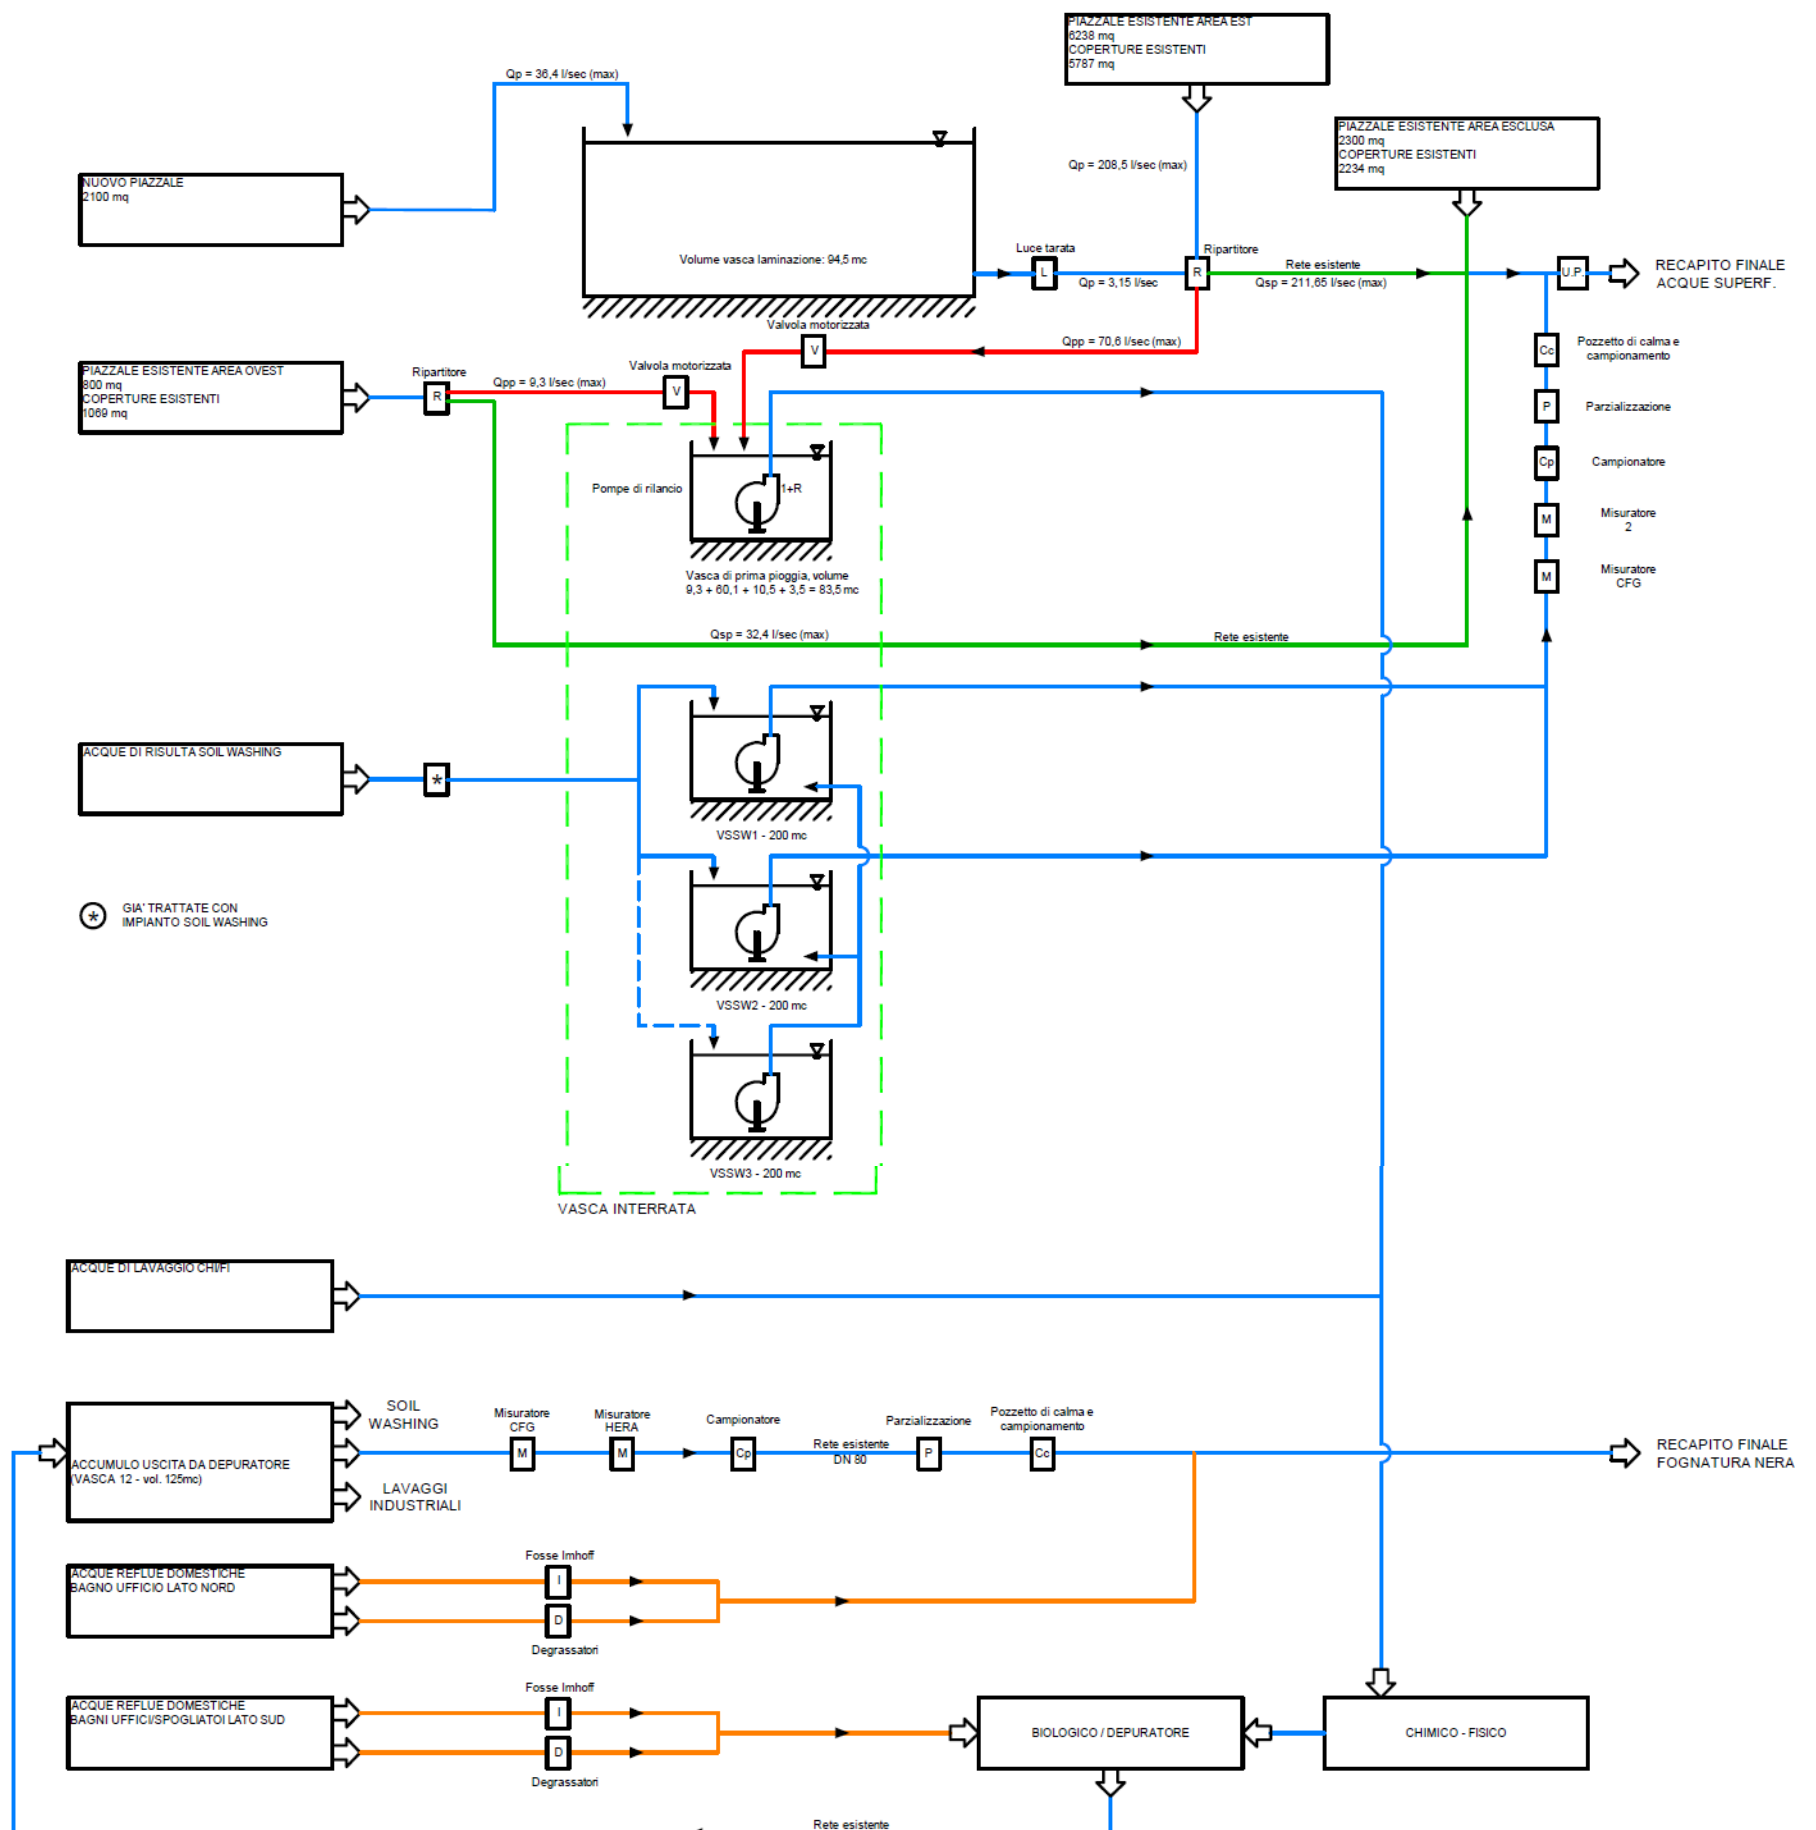 PIAZZALE ESISTENTE AREA EST
6238 mq
COPERTURE ESISTENTI
5787 mq
Qp = 36,4 l/sec (max)
PIAZZALE ESISTENTE AREA ESCLUSA
2300 mq
COPERTURE ESISTENTI
2234 mq
Qp = 208,5 l/sec (max)
NUOVO PIAZZALE
2100 mq
Volume vasca laminazione: 94,5 mc
Luce tarata
L
Qp = 3,15 l/sec
Ripartitore
R
Rete esistente
Qsp = 211,65 l/sec (max)
U.P.
RECAPITO FINALE
ACQUE SUPERF.
Valvola motorizzata
V
Qpp = 70,6 l/sec (max)
Cc
Pozzetto di calma e
campionamento
PIAZZALE ESISTENTE AREA OVEST
800 mq
COPERTURE ESISTENTI
1069 mq
Ripartitore
R
Qpp = 9,3 l/sec (max)
Valvola motorizzata
V
P
Parzializzazione
Cp
Campionatore
Pompe di rilancio
1+R
M
Misuratore
2
Vasca di prima pioggia, volume
9,3 + 60,1 + 10,5 + 3,5 = 83,5 mc
M
Misuratore
CFG
Qsp = 32,4 l/sec (max)
Rete esistente
ACQUE DI RISULTA SOIL WASHING
*
VSSW1 - 200 mc
* GIA' TRATTATE CON
IMPIANTO SOIL WASHING
VSSW2 - 200 mc
VSSW3 - 200 mc
VASCA INTERRATA
ACQUE DI LAVAGGIO CHI/FI
ACCUMULO USCITA DA DEPURATORE
(VASCA 12 - vol. 125mc)
SOIL
WASHING
LAVAGGI
INDUSTRIALI
Misuratore
CFG
M
Misuratore
HERA
M
Campionatore
Cp
Rete esistente
DN 80
Parzializzazione
P
Pozzetto di calma e
campionamento
Cc
RECAPITO FINALE
FOGNATURA NERA
ACQUE REFLUE DOMESTICHE
BAGNO UFFICIO LATO NORD
Fosse Imhoff
I
D
Degrassatori
ACQUE REFLUE DOMESTICHE
BAGNI UFFICI/SPOGLIATOI LATO SUD
Fosse Imhoff
I
D
Degrassatori
BIOLOGICO / DEPURATORE
CHIMICO - FISICO
Rete esistente